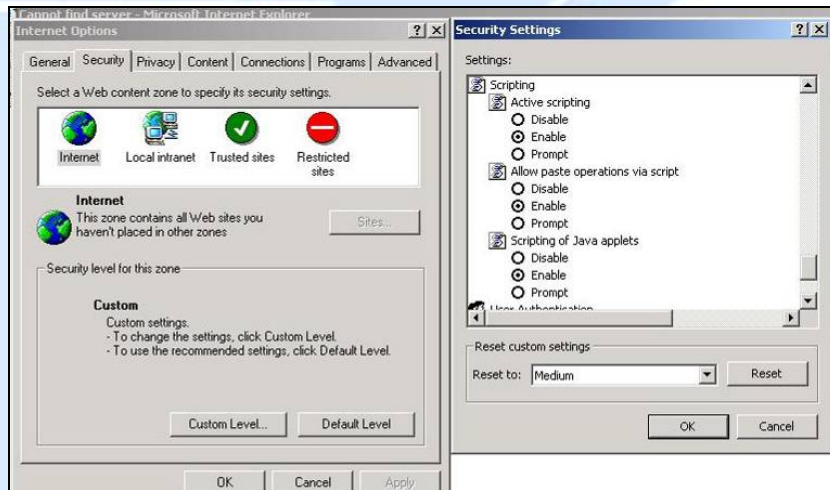 Cannot find server - Microsoft Internet Explorer
Internet Options
General Security Privacy Content Connections Programs Advanced
Select a Web content zone to specify its security settings.
Internet Local intranet Trusted sites Restricted
sites
Internet
This zone contains all Web sites you
haven't placed in other zones
Sites...
Security level for this zone
Custom
Custom settings.
- To change the settings, click Custom Level.
- To use the recommended settings, click Default Level.
Custom Level... Default Level
OK Cancel Apply
Security Settings
Settings:
Scripting
Active scripting
Disable
Enable
Prompt
Allow paste operations via script
Disable
Enable
Prompt
Scripting of Java applets
Disable
Enable
Prompt
User Authentication
Reset custom settings
Reset to: Medium Reset
OK Cancel